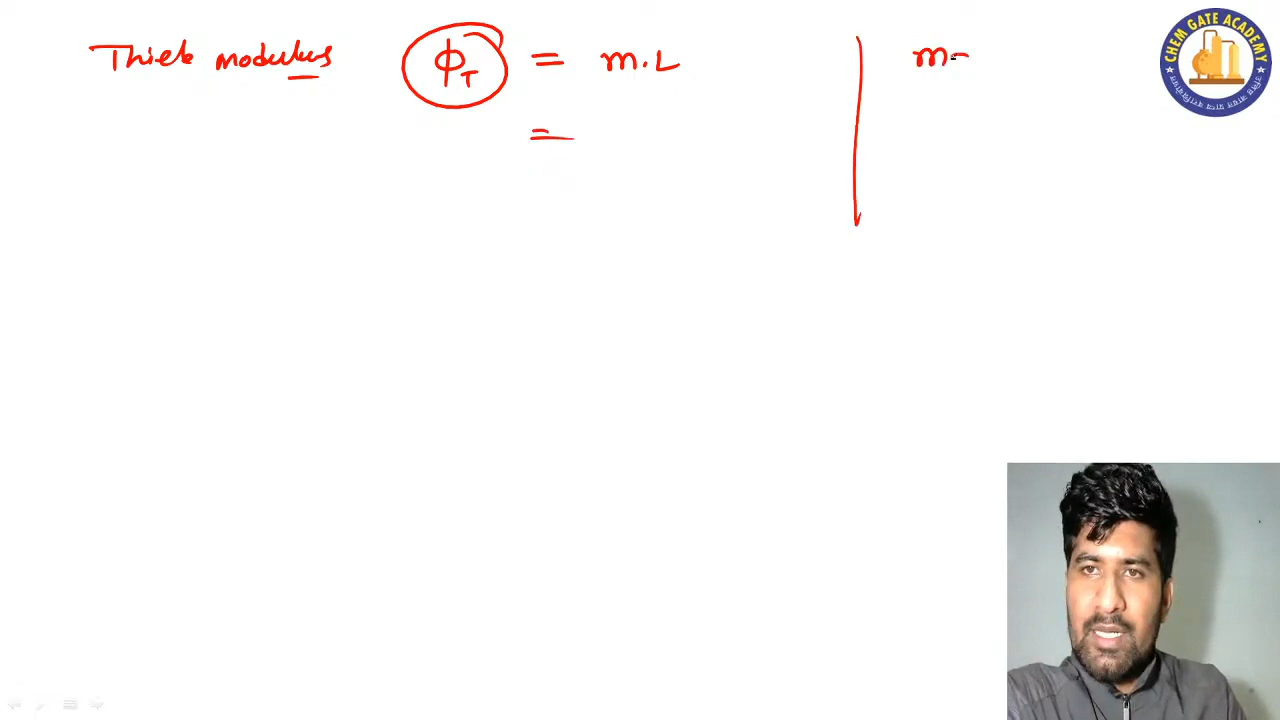 Thiele modulus ϕT = m.L
=
m=
CHEM GATE ACADEMY